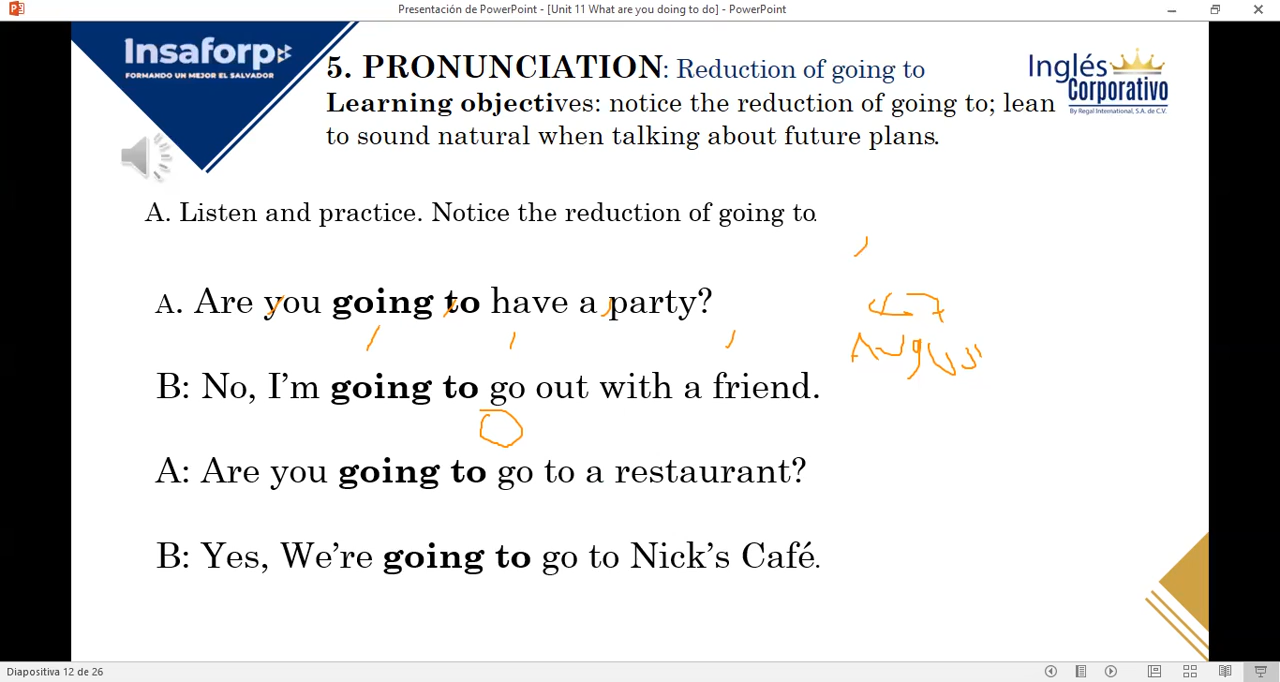 Presentación de PowerPoint - [Unit 11 What are you doing to do] - PowerPoint
Insaforp
FORMANDO UN MEJOR EL SALVADOR
5. PRONUNCIATION: Reduction of going to
Learning objectives: notice the reduction of going to; lean
to sound natural when talking about future plans.
Inglés
Corporativo
By Regal International, S.A. de C.V.
A. Listen and practice. Notice the reduction of going to.
A. Are you going to have a party?
B: No, I'm going to go out with a friend.
A: Are you going to go to a restaurant?
B: Yes, We're going to go to Nick's Café.
Diapositiva 12 de 26